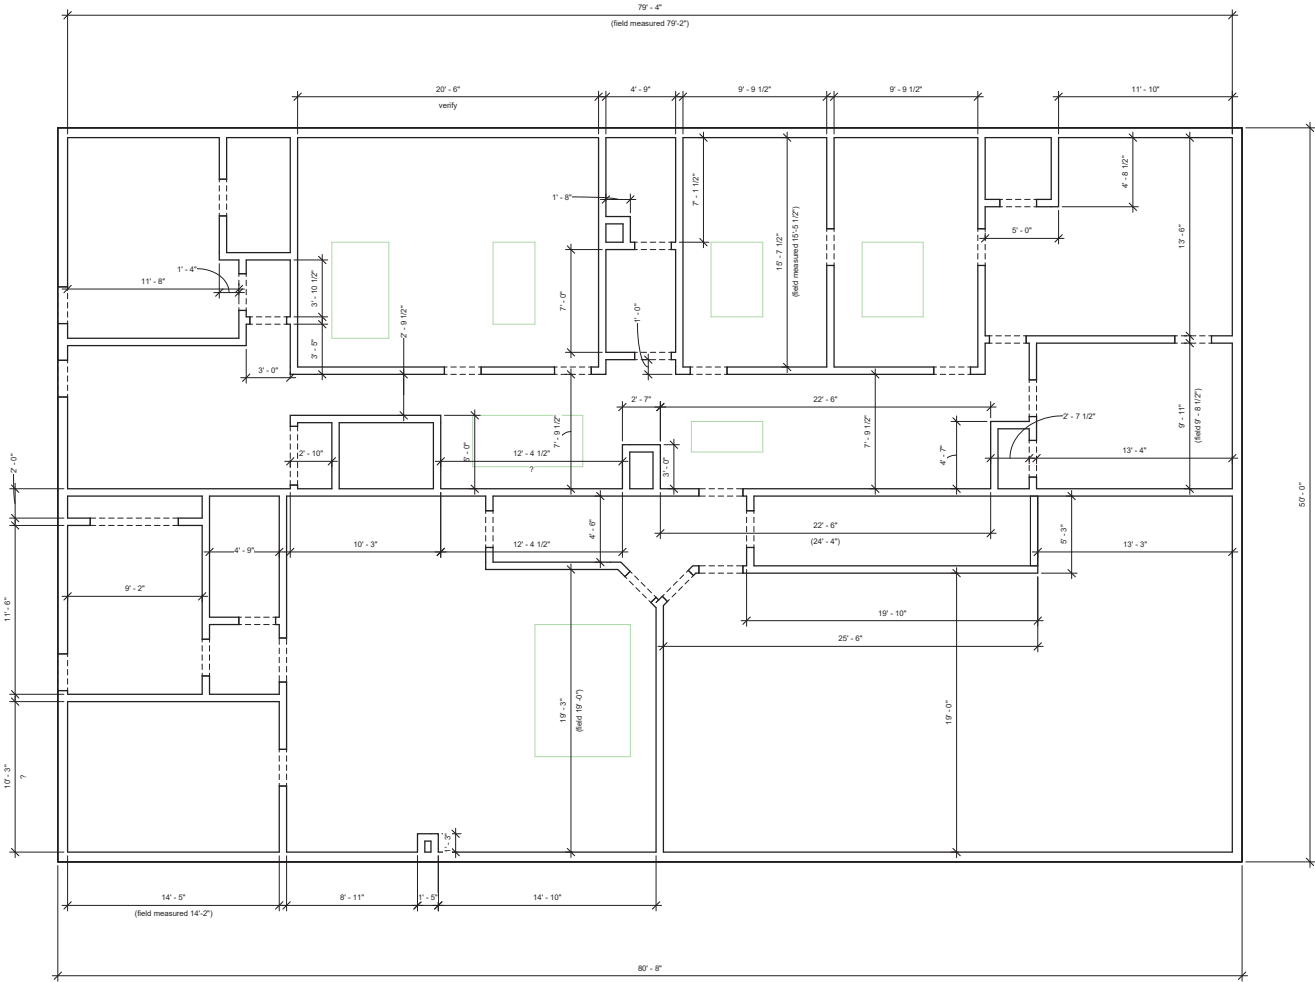 79' - 4"
(field measured 79'-2")
20' - 6"
verify
4' - 9"
9' - 9 1/2"
9' - 9 1/2"
11' - 10"
1' - 8"
7' - 1 1/2"
15' - 7 1/2"
(field measured 15'-5 1/2")
4' - 8 1/2"
13' - 6"
5' - 0"
1' - 4"
11' - 8"
3' - 10 1/2"
3' - 5"
2' - 9 1/2"
7' - 0"
1' - 0"
3' - 0"
2' - 7"
22' - 6"
2' - 7 1/2"
9' - 11"
(field 9' - 8 1/2")
5' - 0"
7' - 9 1/2"
7' - 9 1/2"
4' - 7"
2' - 10"
12' - 4 1/2"
?
3' - 0"
13' - 4"
2' - 0"
50' - 0"
4' - 6"
22' - 6"
(24' - 4")
5' - 3"
4' - 9"
10' - 3"
12' - 4 1/2"
13' - 3"
9' - 2"
11' - 6"
19' - 10"
25' - 6"
19' - 3"
(field 19' -0")
19' - 0"
10' - 3"
?
1' - 3"
14' - 5"
(field measured 14'-2")
8' - 11"
1' - 5"
14' - 10"
80' - 8"